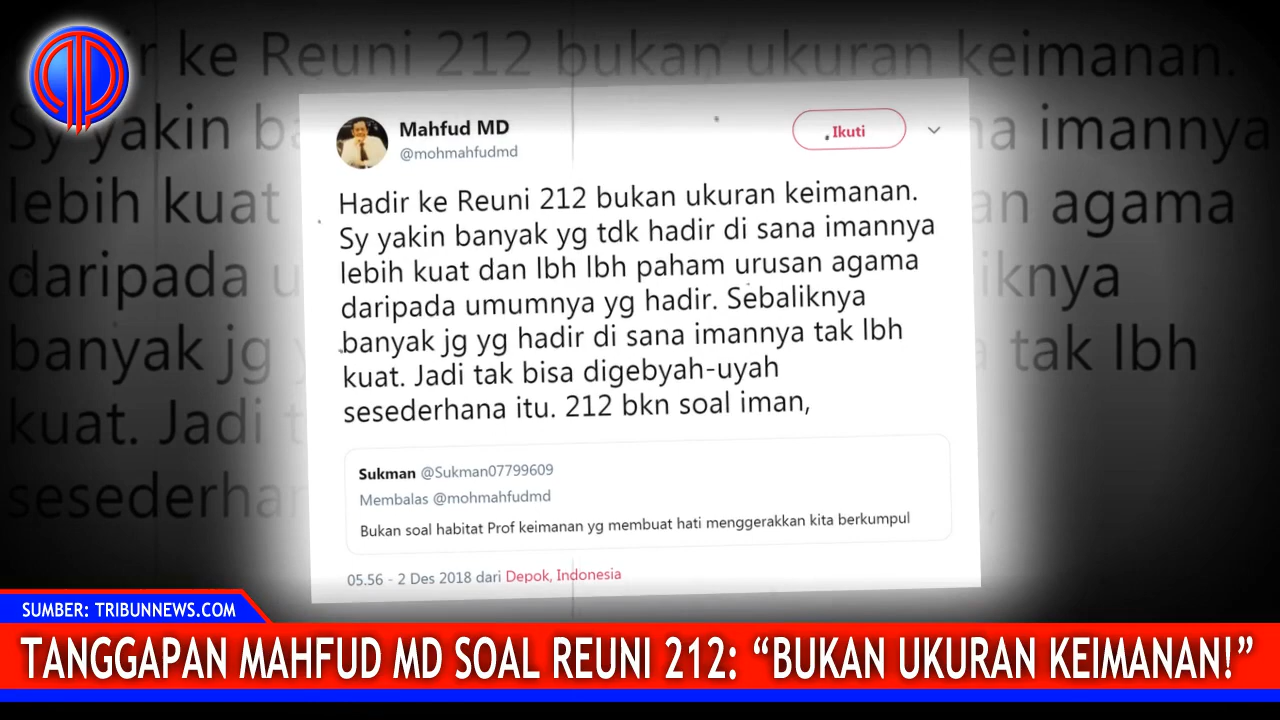 Mahfud MD
@mohmahfudmd
Ikuti
Hadir ke Reuni 212 bukan ukuran keimanan.
Sy yakin banyak yg tdk hadir di sana imannya
lebih kuat dan lbh lbh paham urusan agama
daripada umumnya yg hadir. Sebaliknya
banyak jg yg hadir di sana imannya tak lbh
kuat. Jadi tak bisa digebyah-uyah
sesederhana itu. 212 bkn soal iman,
Sukman @Sukman07799609
Membalas @mohmahfudmd
Bukan soal habitat Prof keimanan yg membuat hati menggerakkan kita berkumpul
05.56 - 2 Des 2018 dari Depok, Indonesia
SUMBER: TRIBUNNEWS.COM
TANGGAPAN MAHFUD MD SOAL REUNI 212: “BUKAN UKURAN KEIMANAN!”